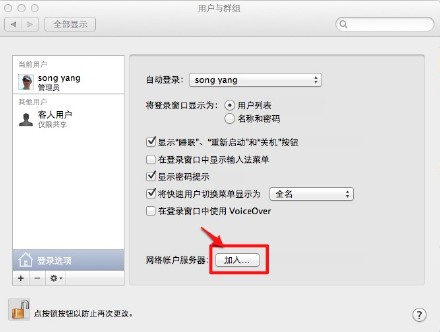 用户与群组
全部显示
当前用户
song yang
管理员
其他用户
客人用户
仅限共享
登录选项
自动登录： song yang
将登录窗口显示为： 用户列表
名称和密码
显示“睡眠”、“重新启动”和“关机”按钮
在登录窗口中显示输入法菜单
显示密码提示
将快速用户切换菜单显示为 全名
在登录窗口中使用 VoiceOver
网络帐户服务器： 加入...
点按锁按钮以防止再次更改。
?